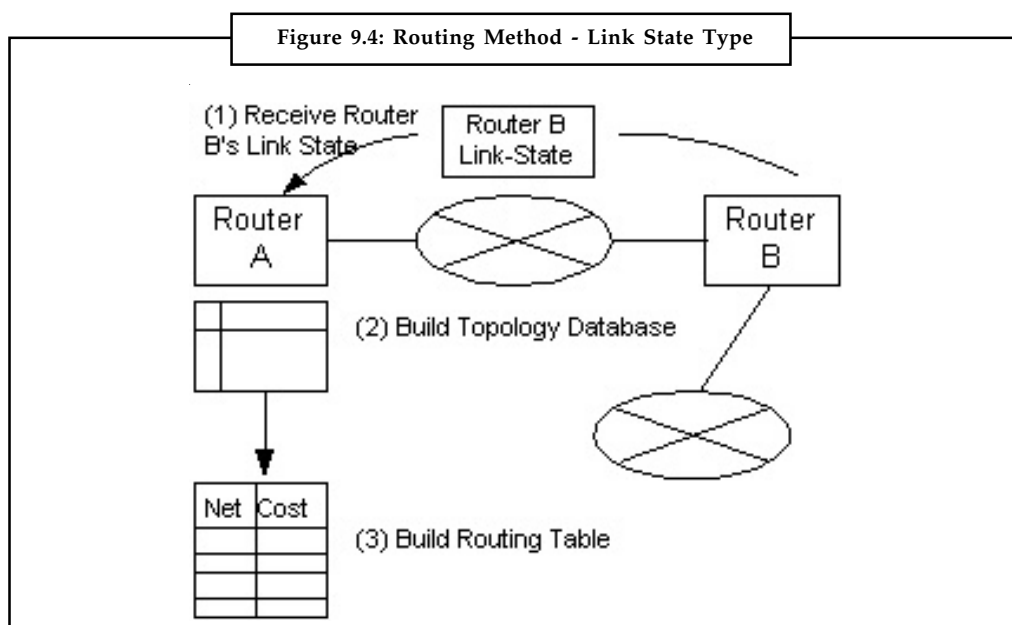 Figure 9.4: Routing Method - Link State Type
(1) Receive Router
B's Link State
Router B
Link-State
Router
A
Router
B
(2) Build Topology Database
Net Cost
(3) Build Routing Table